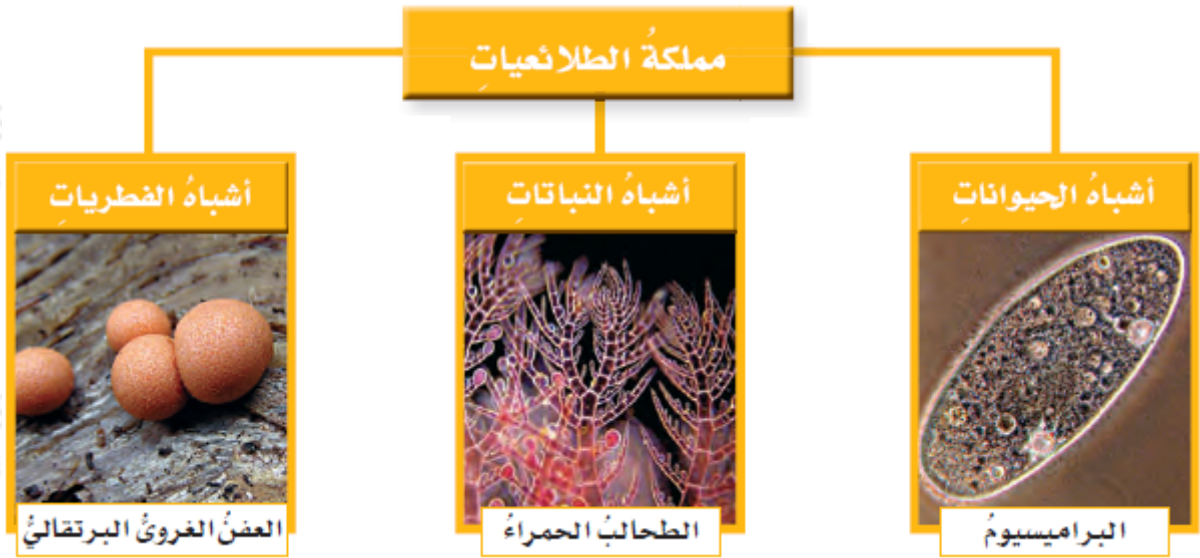 مملكةُ الطلائعياتِ
أشباهُ الحيواناتِ
أشباهُ النباتاتِ
أشباهُ الفطرياتِ
البراميسيومُ
الطحالبُ الحمراءُ
العفنُ الغرويُّ البرتقاليُّ